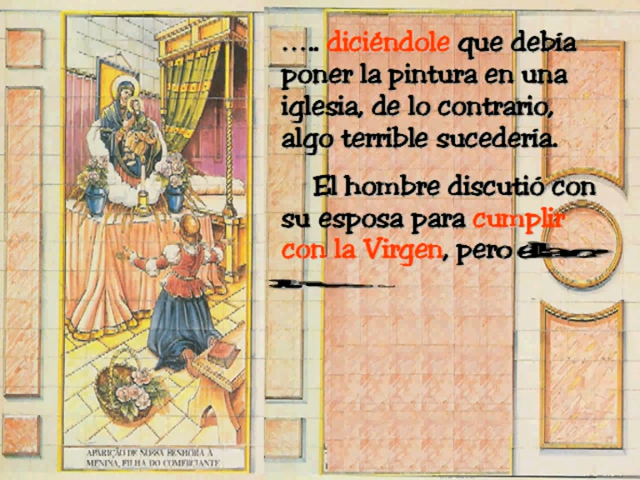 ..... diciéndole que debía
poner la pintura en una
iglesia, de lo contrario,
algo terrible sucedería.
El hombre discutió con
su esposa para cumplir
con la Virgen, pero
APARIÇÃO DE NOSSA SENHORA À
MENINA, FILHA DO COMERCIANTE